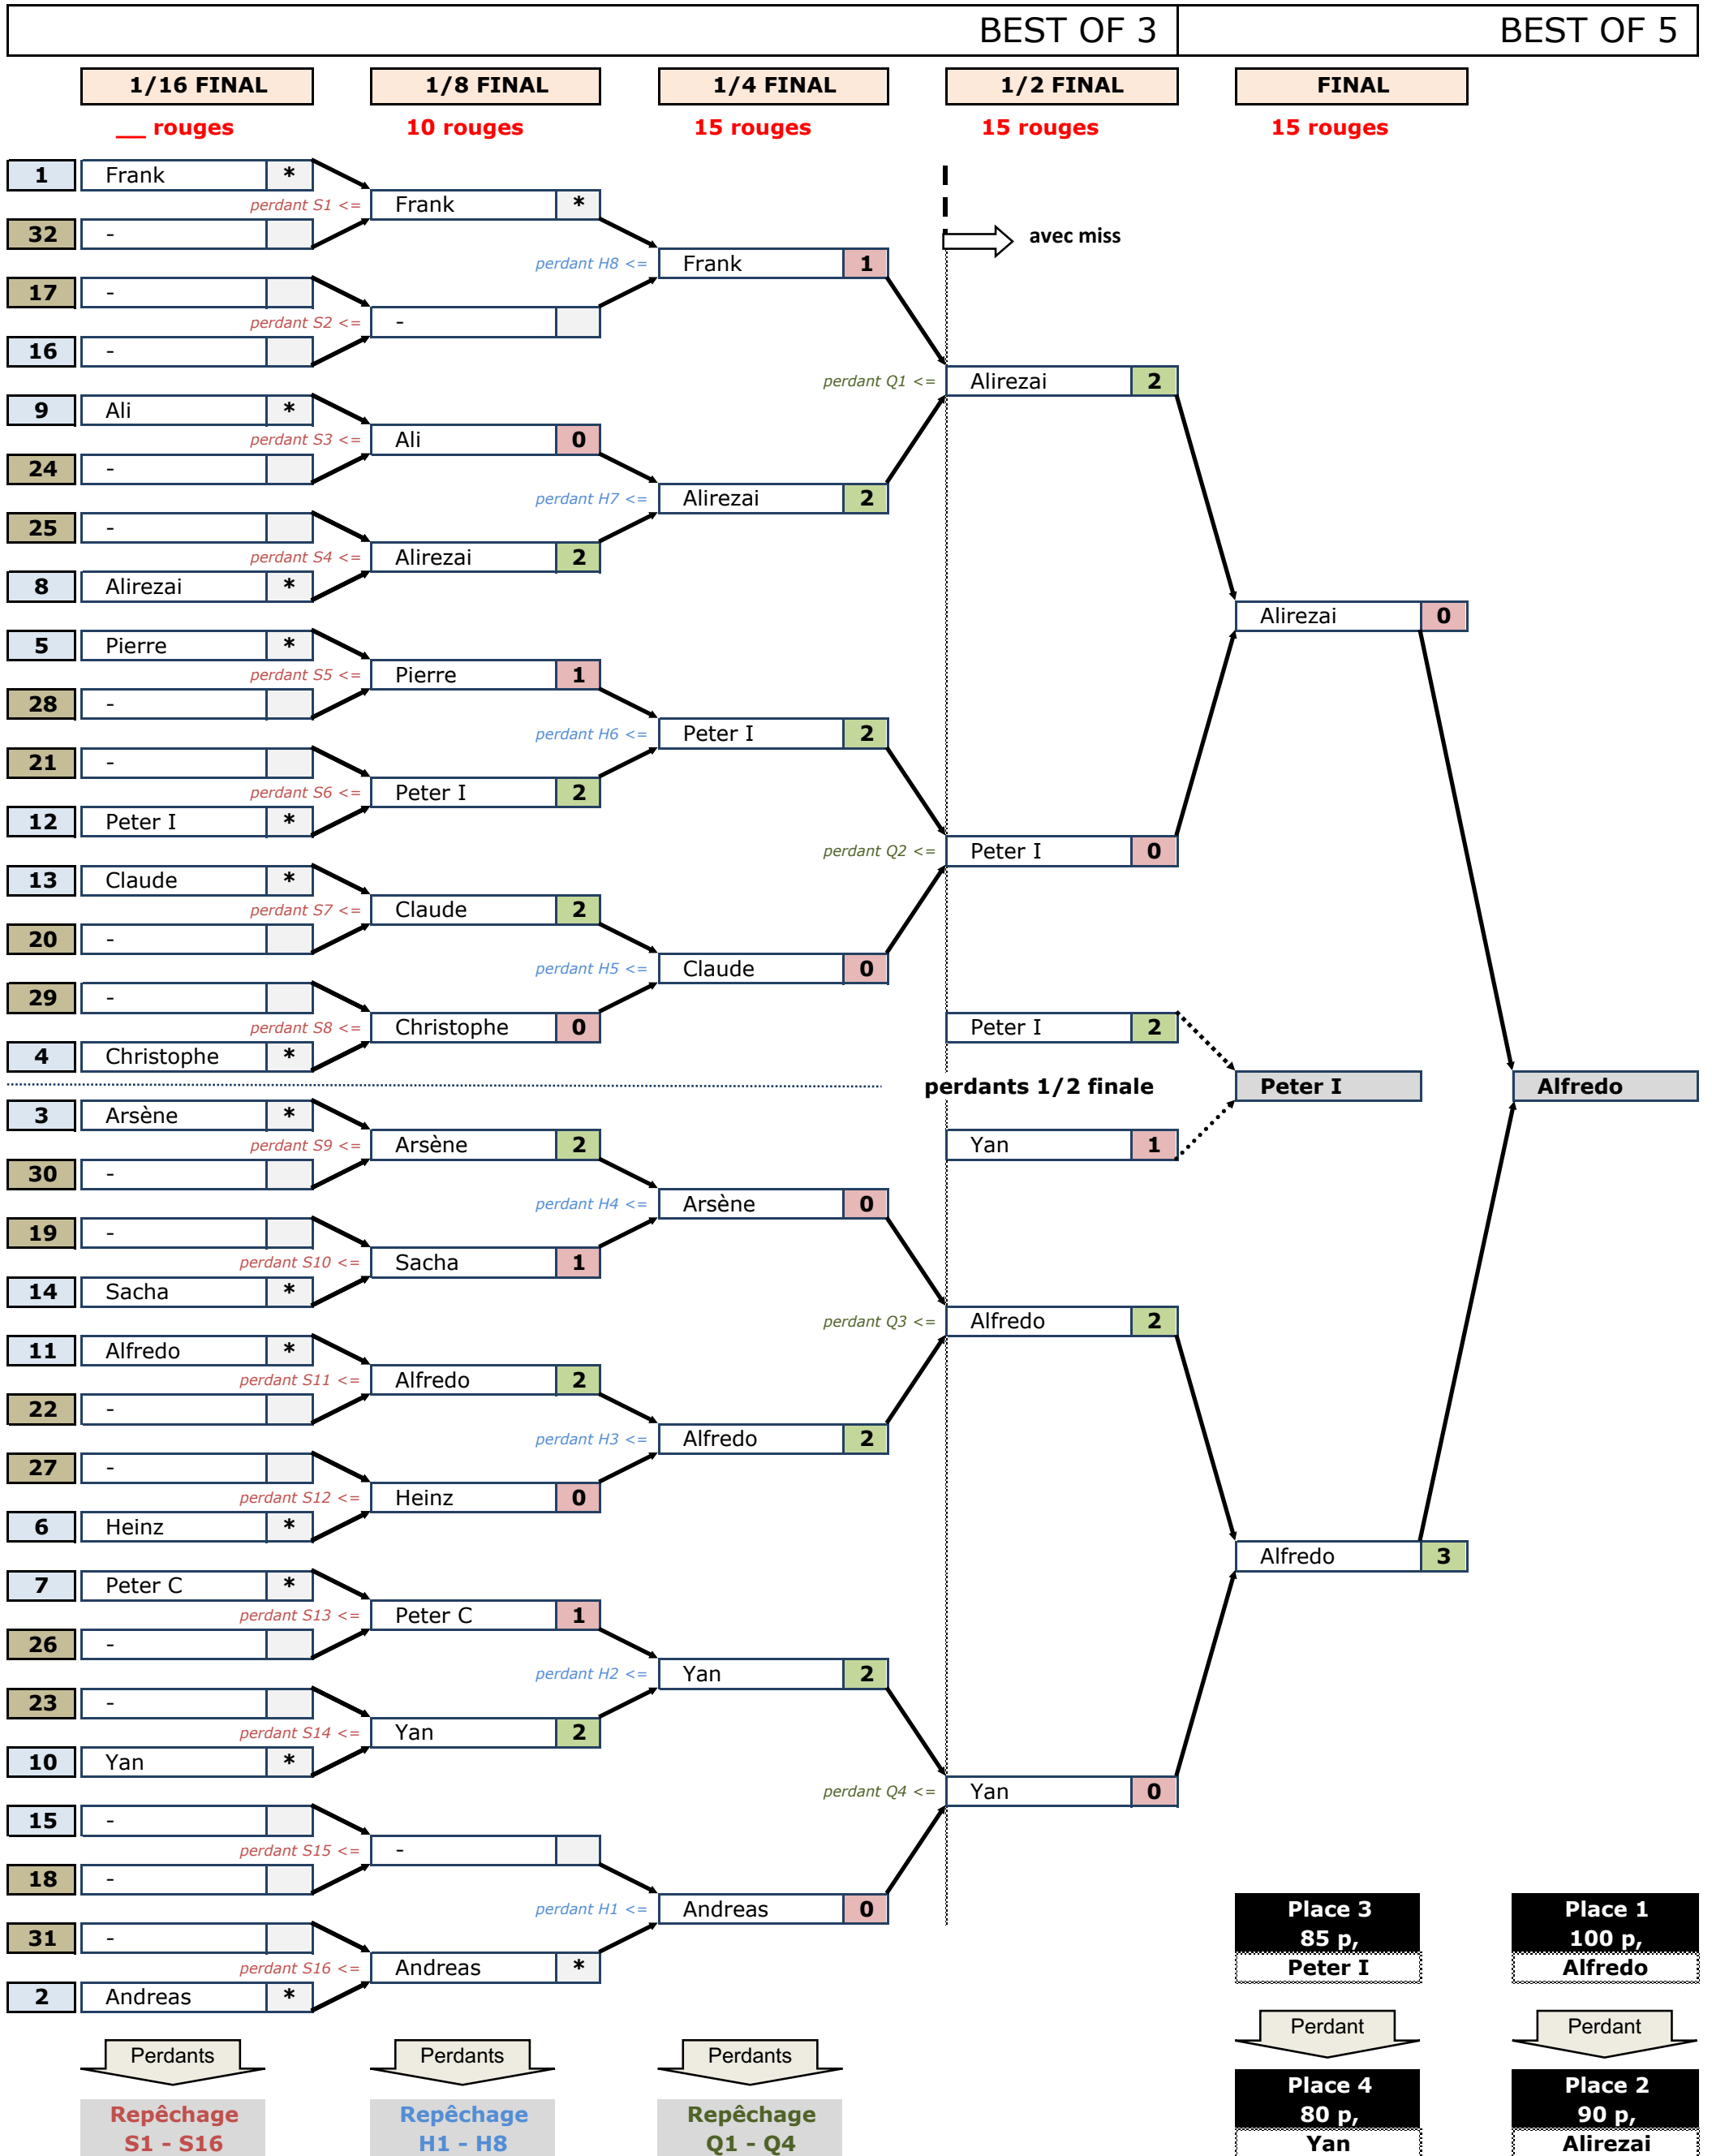 BEST OF 3 BEST OF 5
1/16 FINAL 1/8 FINAL 1/4 FINAL 1/2 FINAL FINAL
__ rouges 10 rouges 15 rouges 15 rouges 15 rouges
1 Frank *
perdant S1 <= Frank *
32 -
avec miss
perdant H8 <= Frank 1
17 -
perdant S2 <= -
16 -
perdant Q1 <= Alirezai 2
9 Ali *
perdant S3 <= Ali 0
24 -
perdant H7 <= Alirezai 2
25 -
perdant S4 <= Alirezai 2
8 Alirezai *
Alirezai 0
5 Pierre *
perdant S5 <= Pierre 1
28 -
perdant H6 <= Peter I 2
21 -
perdant S6 <= Peter I 2
12 Peter I *
perdant Q2 <= Peter I 0
13 Claude *
perdant S7 <= Claude 2
20 -
perdant H5 <= Claude 0
29 -
perdant S8 <= Christophe 0 Peter I 2
4 Christophe *
perdants 1/2 finale Peter I Alfredo
3 Arsène *
perdant S9 <= Arsène 2 Yan 1
30 -
perdant H4 <= Arsène 0
19 -
perdant S10 <= Sacha 1
14 Sacha *
perdant Q3 <= Alfredo 2
11 Alfredo *
perdant S11 <= Alfredo 2
22 -
perdant H3 <= Alfredo 2
27 -
perdant S12 <= Heinz 0
6 Heinz *
Alfredo 3
7 Peter C *
perdant S13 <= Peter C 1
26 -
perdant H2 <= Yan 2
23 -
perdant S14 <= Yan 2
10 Yan *
perdant Q4 <= Yan 0
15 -
perdant S15 <= -
18 -
perdant H1 <= Andreas 0
31 -
perdant S16 <= Andreas *
2 Andreas *
Place 3 Place 1
85 p, 100 p,
Peter I Alfredo
Perdant Perdant
Perdants Perdants Perdants
Place 4 Place 2
80 p, 90 p,
Yan Alirezai
Repêchage Repêchage Repêchage
S1 - S16 H1 - H8 Q1 - Q4